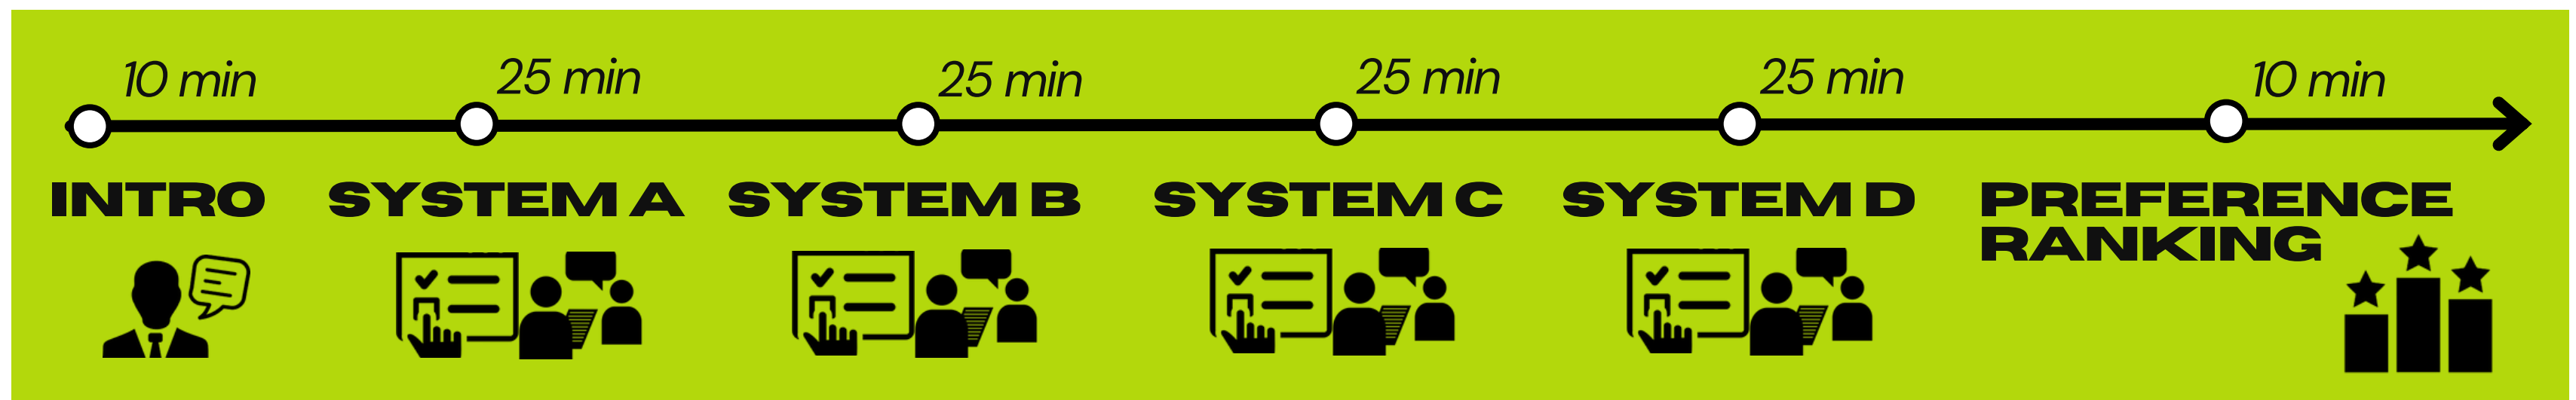 10 min
25 min
25 min
25 min
25 min
10 min
INTRO
SYSTEM A
SYSTEM B
SYSTEM C
SYSTEM D
PREFERENCE
RANKING